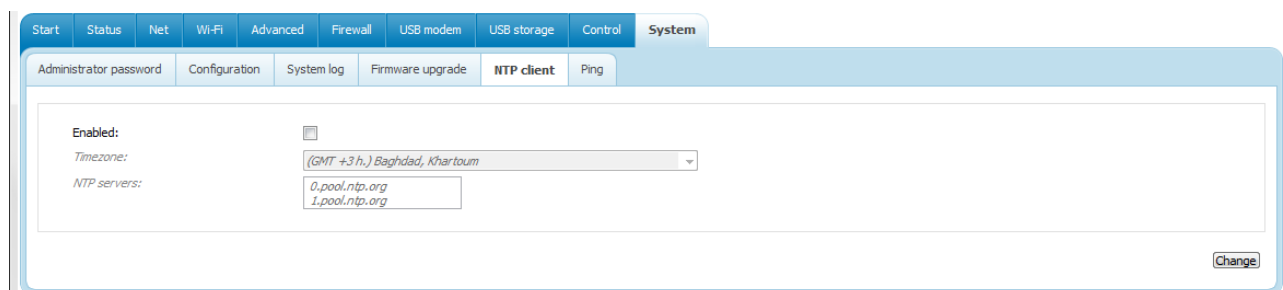 Start Status Net Wi-Fi Advanced Firewall USB modem USB storage Control System
Administrator password Configuration System log Firmware upgrade NTP client Ping
Enabled:
Timezone: (GMT +3 h.) Baghdad, Khartoum
NTP servers: 0.pool.ntp.org
1.pool.ntp.org
Change